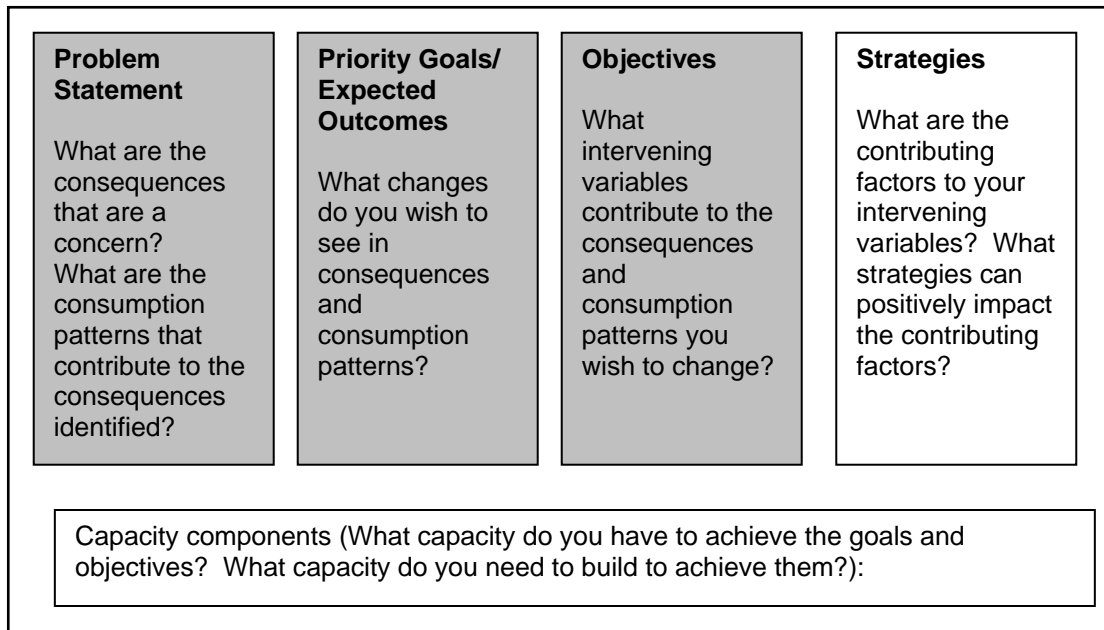 Problem
Statement
What are the
consequences
that are a
concern?
What are the
consumption
patterns that
contribute to the
consequences
identified?
Priority Goals/
Expected
Outcomes
What changes
do you wish to
see in
consequences
and
consumption
patterns?
Objectives
What
intervening
variables
contribute to the
consequences
and
consumption
patterns you
wish to change?
Strategies
What are the
contributing
factors to your
intervening
variables?  What
strategies can
positively impact
the contributing
factors?
Capacity components (What capacity do you have to achieve the goals and
objectives?  What capacity do you need to build to achieve them?):